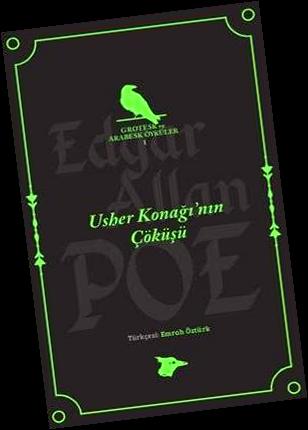 GROTESK ve
ARABESK ÖYKÜLER
1
Edgar
Allan
POE
Usher Konağı'nın
Çöküşü
Türkçesi: Emrah Öztürk